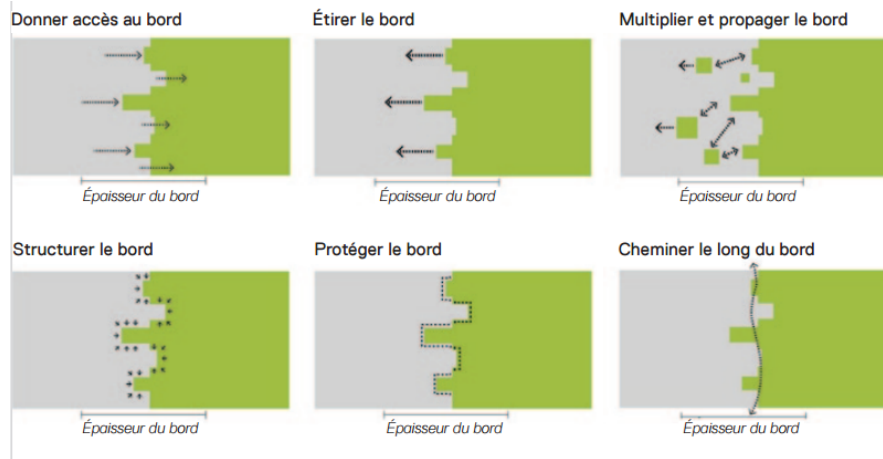 Donner accès au bord
Étirer le bord
Multiplier et propager le bord
Épaisseur du bord
Épaisseur du bord
Épaisseur du bord
Structurer le bord
Protéger le bord
Cheminer le long du bord
Épaisseur du bord
Épaisseur du bord
Épaisseur du bord